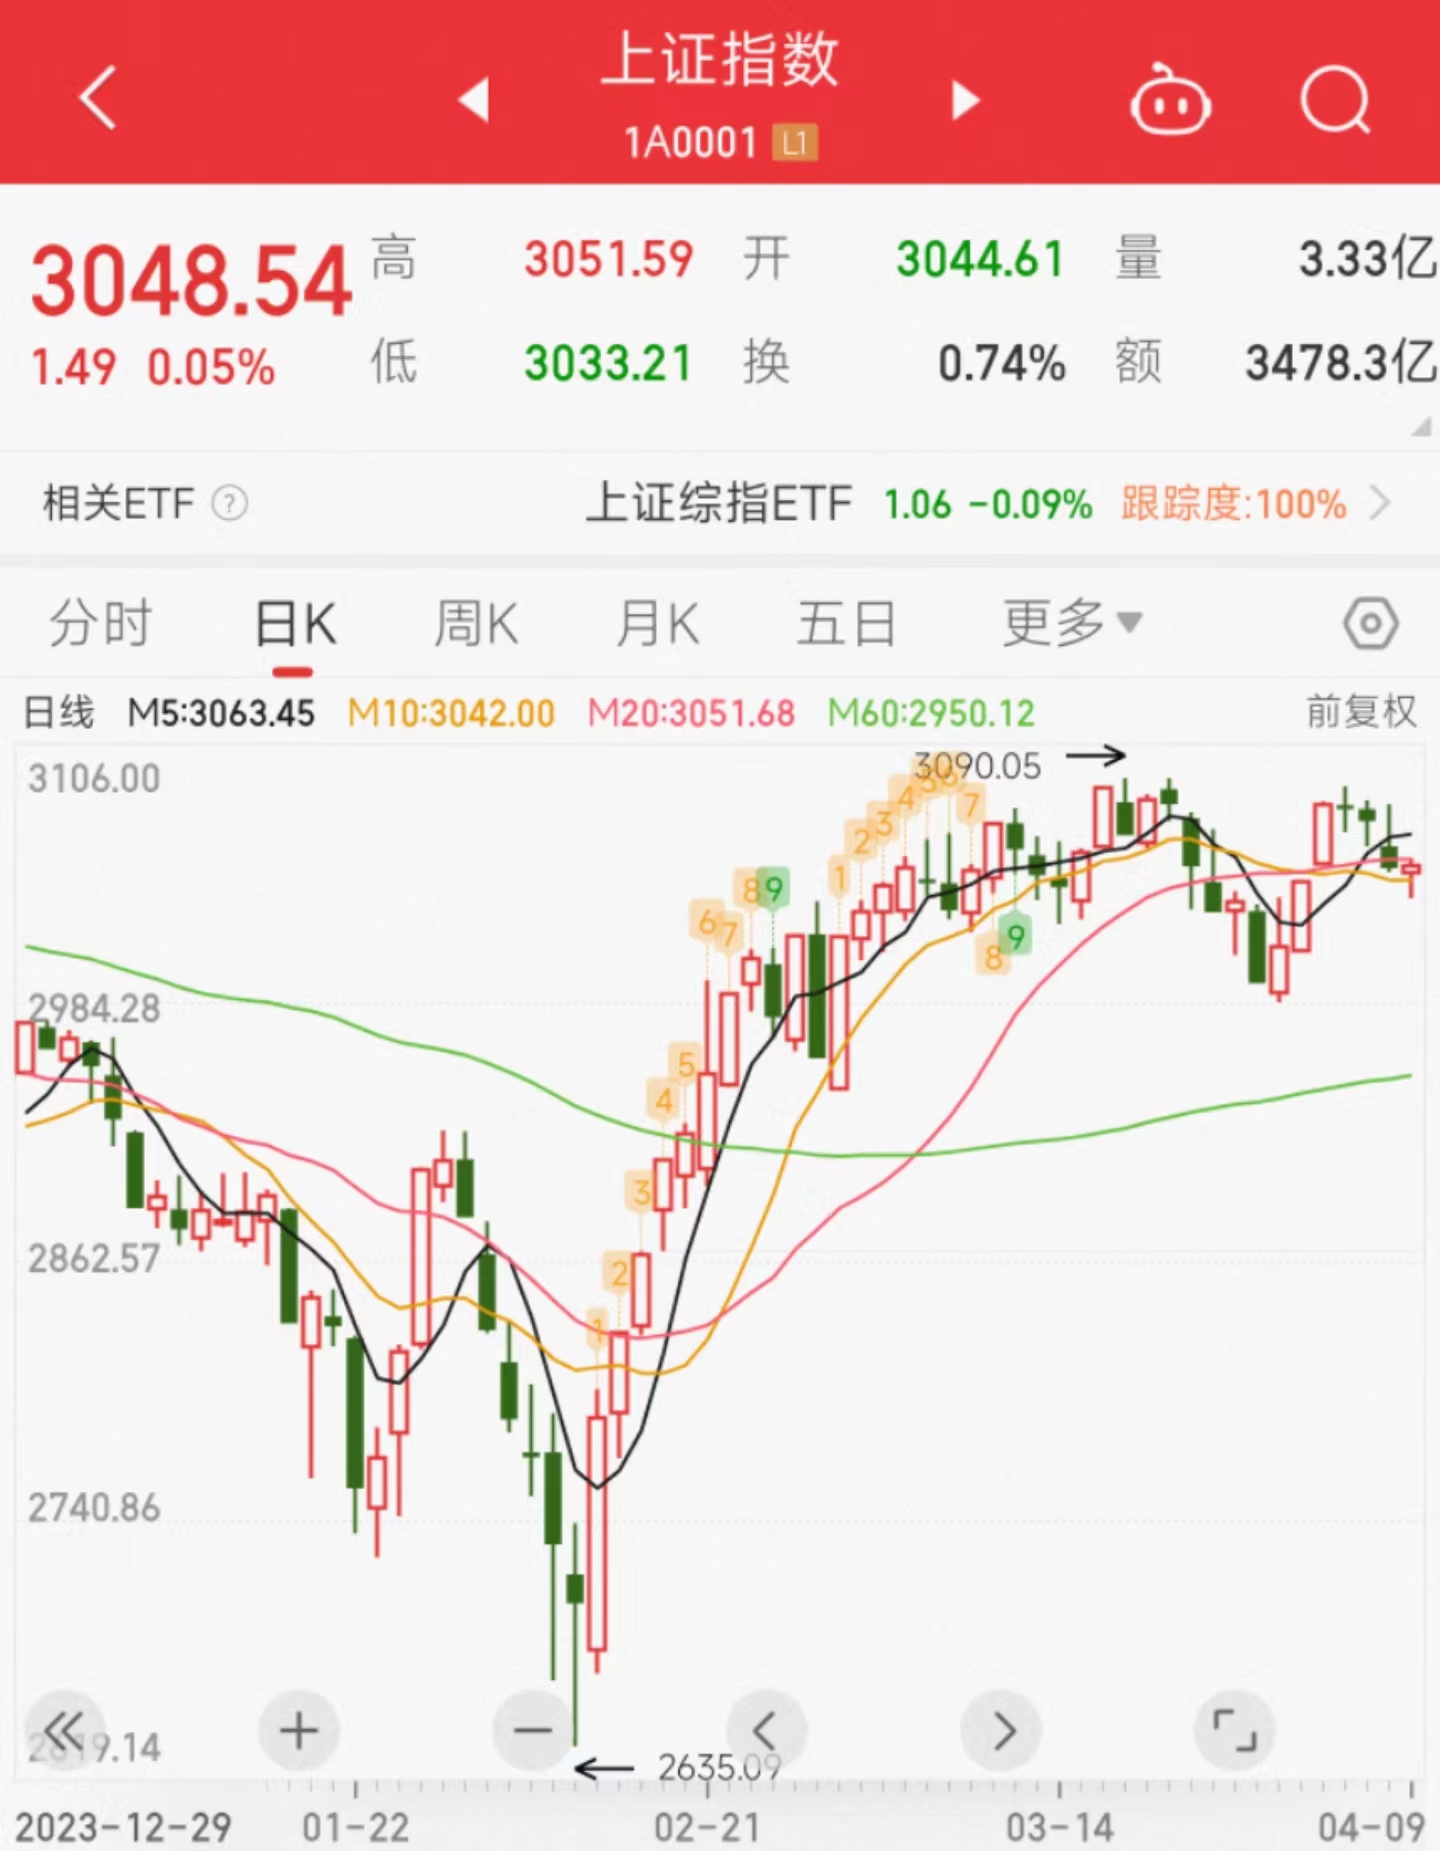 上证指数
1A0001 L1
3048.54 高 3051.59 开 3044.61 量 3.33亿
1.49 0.05% 低 3033.21 换 0.74% 额 3478.3亿
相关ETF ? 上证综指ETF 1.06 -0.09% 跟踪度:100%
分时 日K 周K 月K 五日 更多
日线 M5:3063.45 M10:3042.00 M20:3051.68 M60:2950.12 前复权
3090.05
3106.00
5 6
4 7
3
2
8 9 1
6 7
9
8
2984.28
5
4
3
2862.57
2
1
2740.86
2619.14
2635.09
2023-12-29 01-22 02-21 03-14 04-09